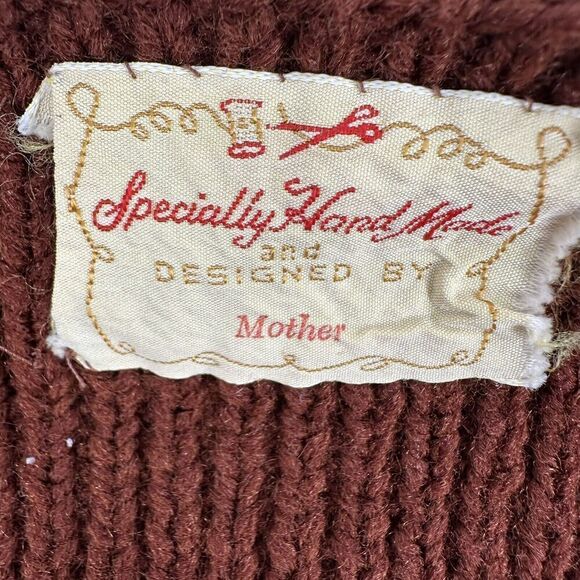 Specially Hand Made
and
DESIGNED BY
Mother